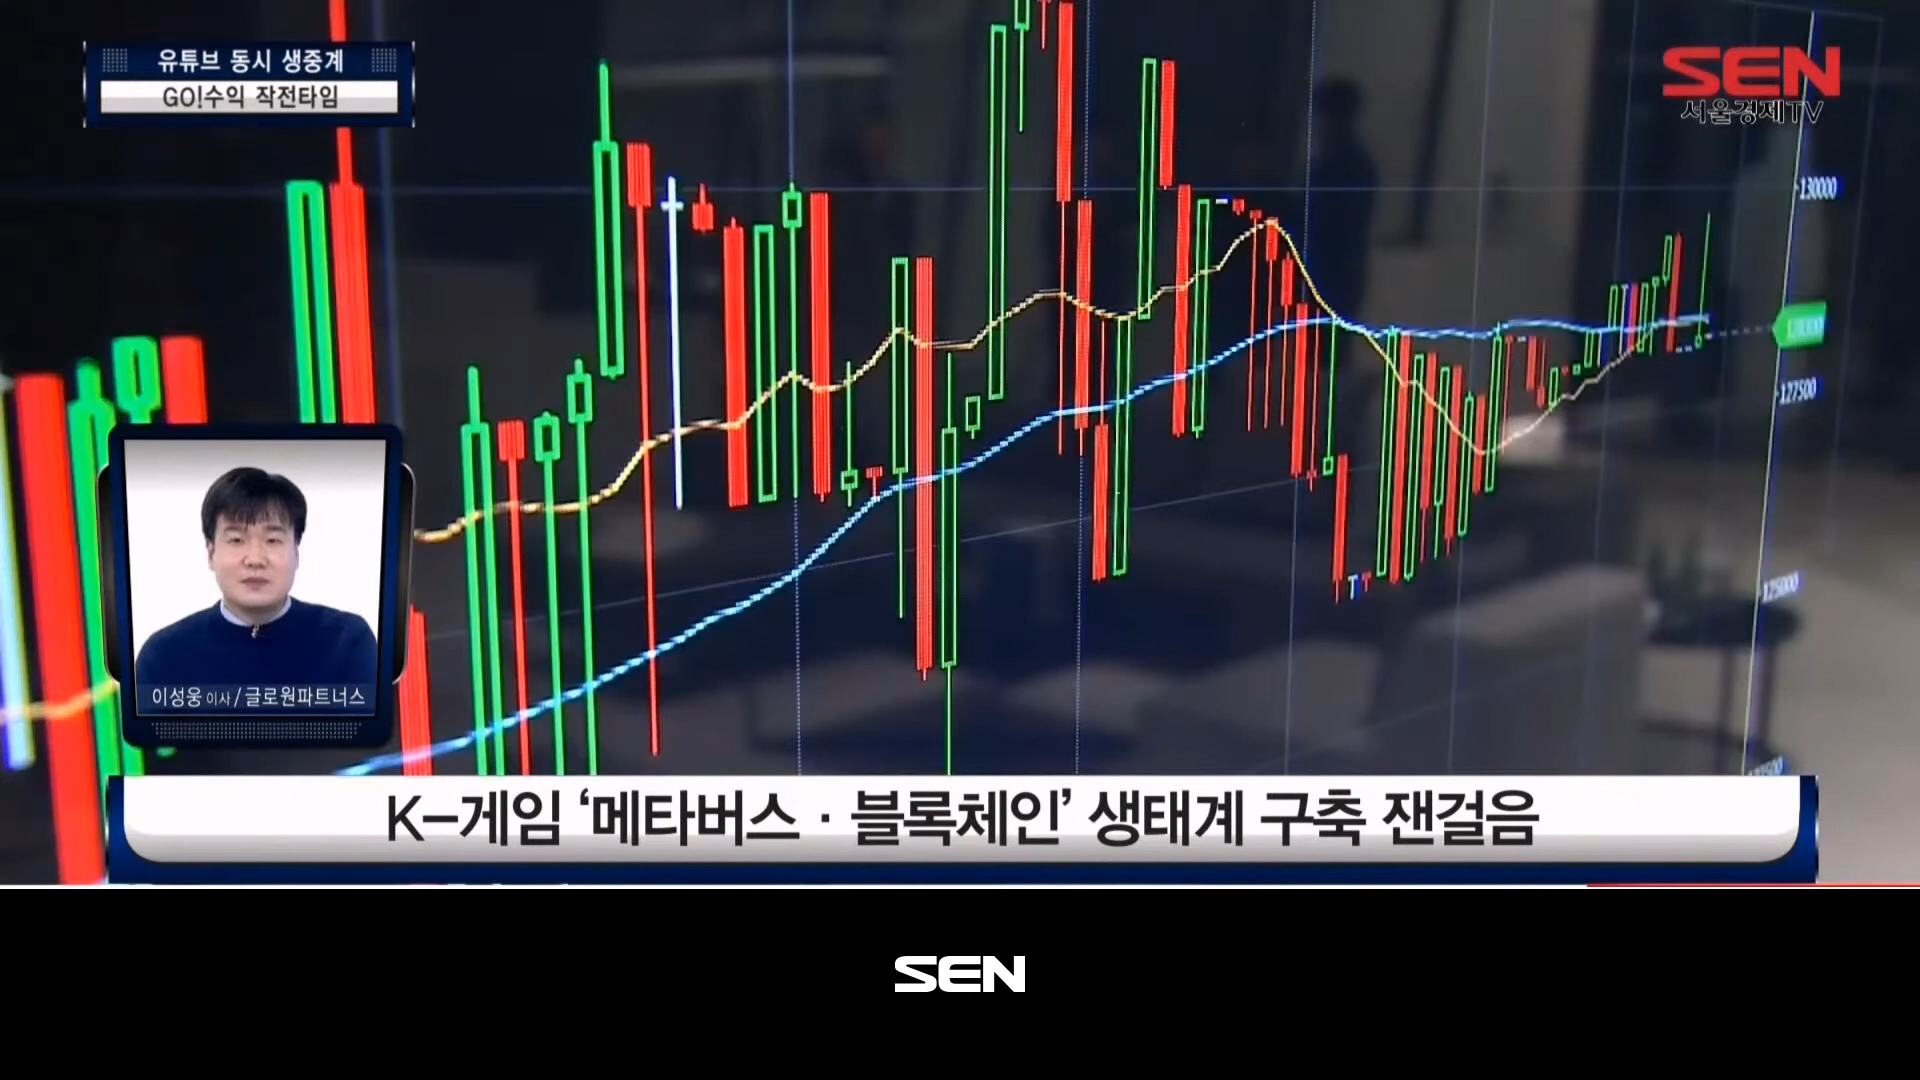 유튜브 동시 생중계
GO!수익 작전타임
SEN
서울경제TV
130000
127500
125000
이성웅 이사 / 글로원파트너스
K-게임 ‘메타버스 · 블록체인’ 생태계 구축 잰걸음
SEN